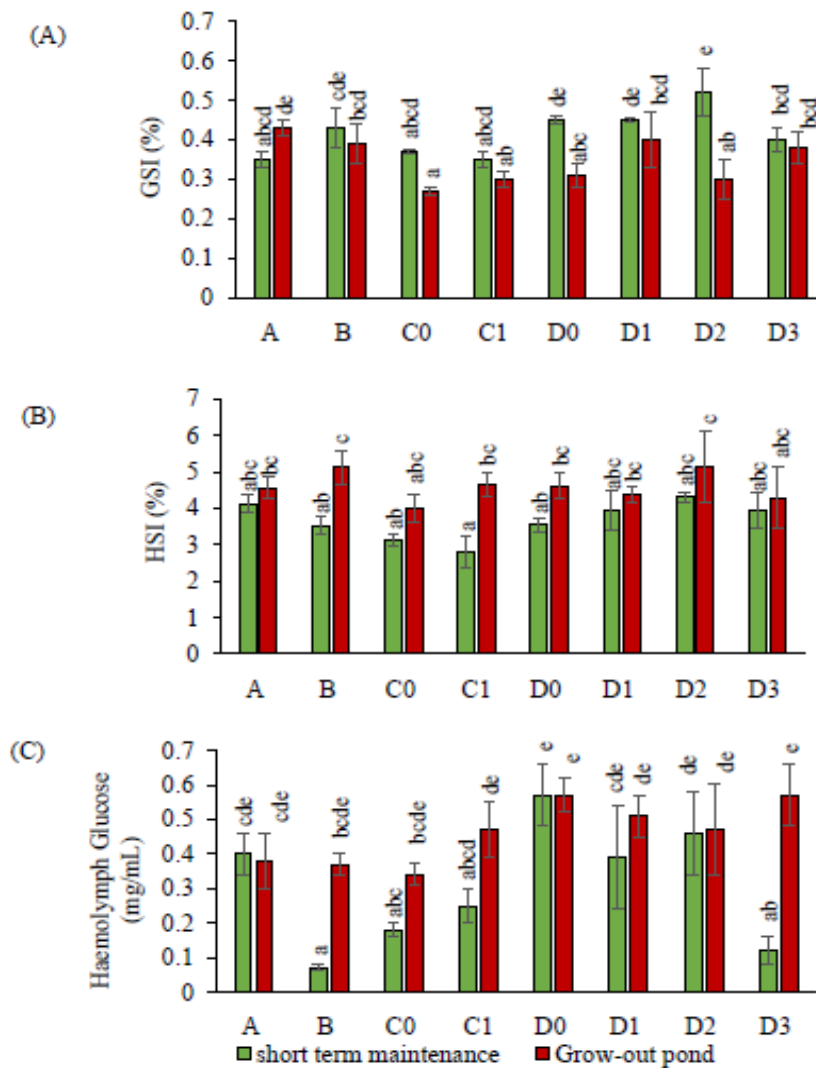 (A)
GSI (%)
0.7
0.6
0.5
0.4
0.3
0.2
0.1
0
abcd
de
cde
bcd
abcd
a
abcd
ab
de
abc
de
bcd
e
ab
bcd
bcd
A B C0 C1 D0 D1 D2 D3
(B)
HSI (%)
7
6
5
4
3
2
1
0
abc
bc
ab
c
ab
abc
a
bc
ab
bc
abc
bc
abc
c
abc
abc
A B C0 C1 D0 D1 D2 D3
(C)
Haemolymph Glucose
(mg/mL)
0.7
0.6
0.5
0.4
0.3
0.2
0.1
0
cde
cde
a
bcde
abc
bcde
abcd
de
e
e
cde
de
de
de
ab
e
A B C0 C1 D0 D1 D2 D3
short term maintenance Grow-out pond